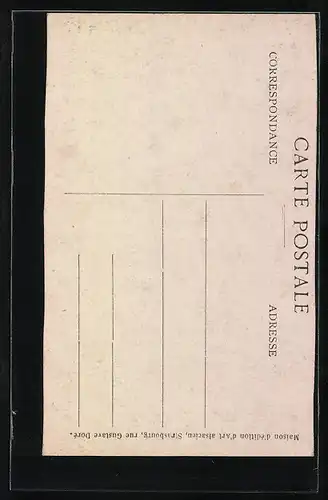 CARTE POSTALE
CORRESPONDANCE
ADRESSE
Maison d'édition d'Art alsacien, Strasbourg, rue Gustave Doré.